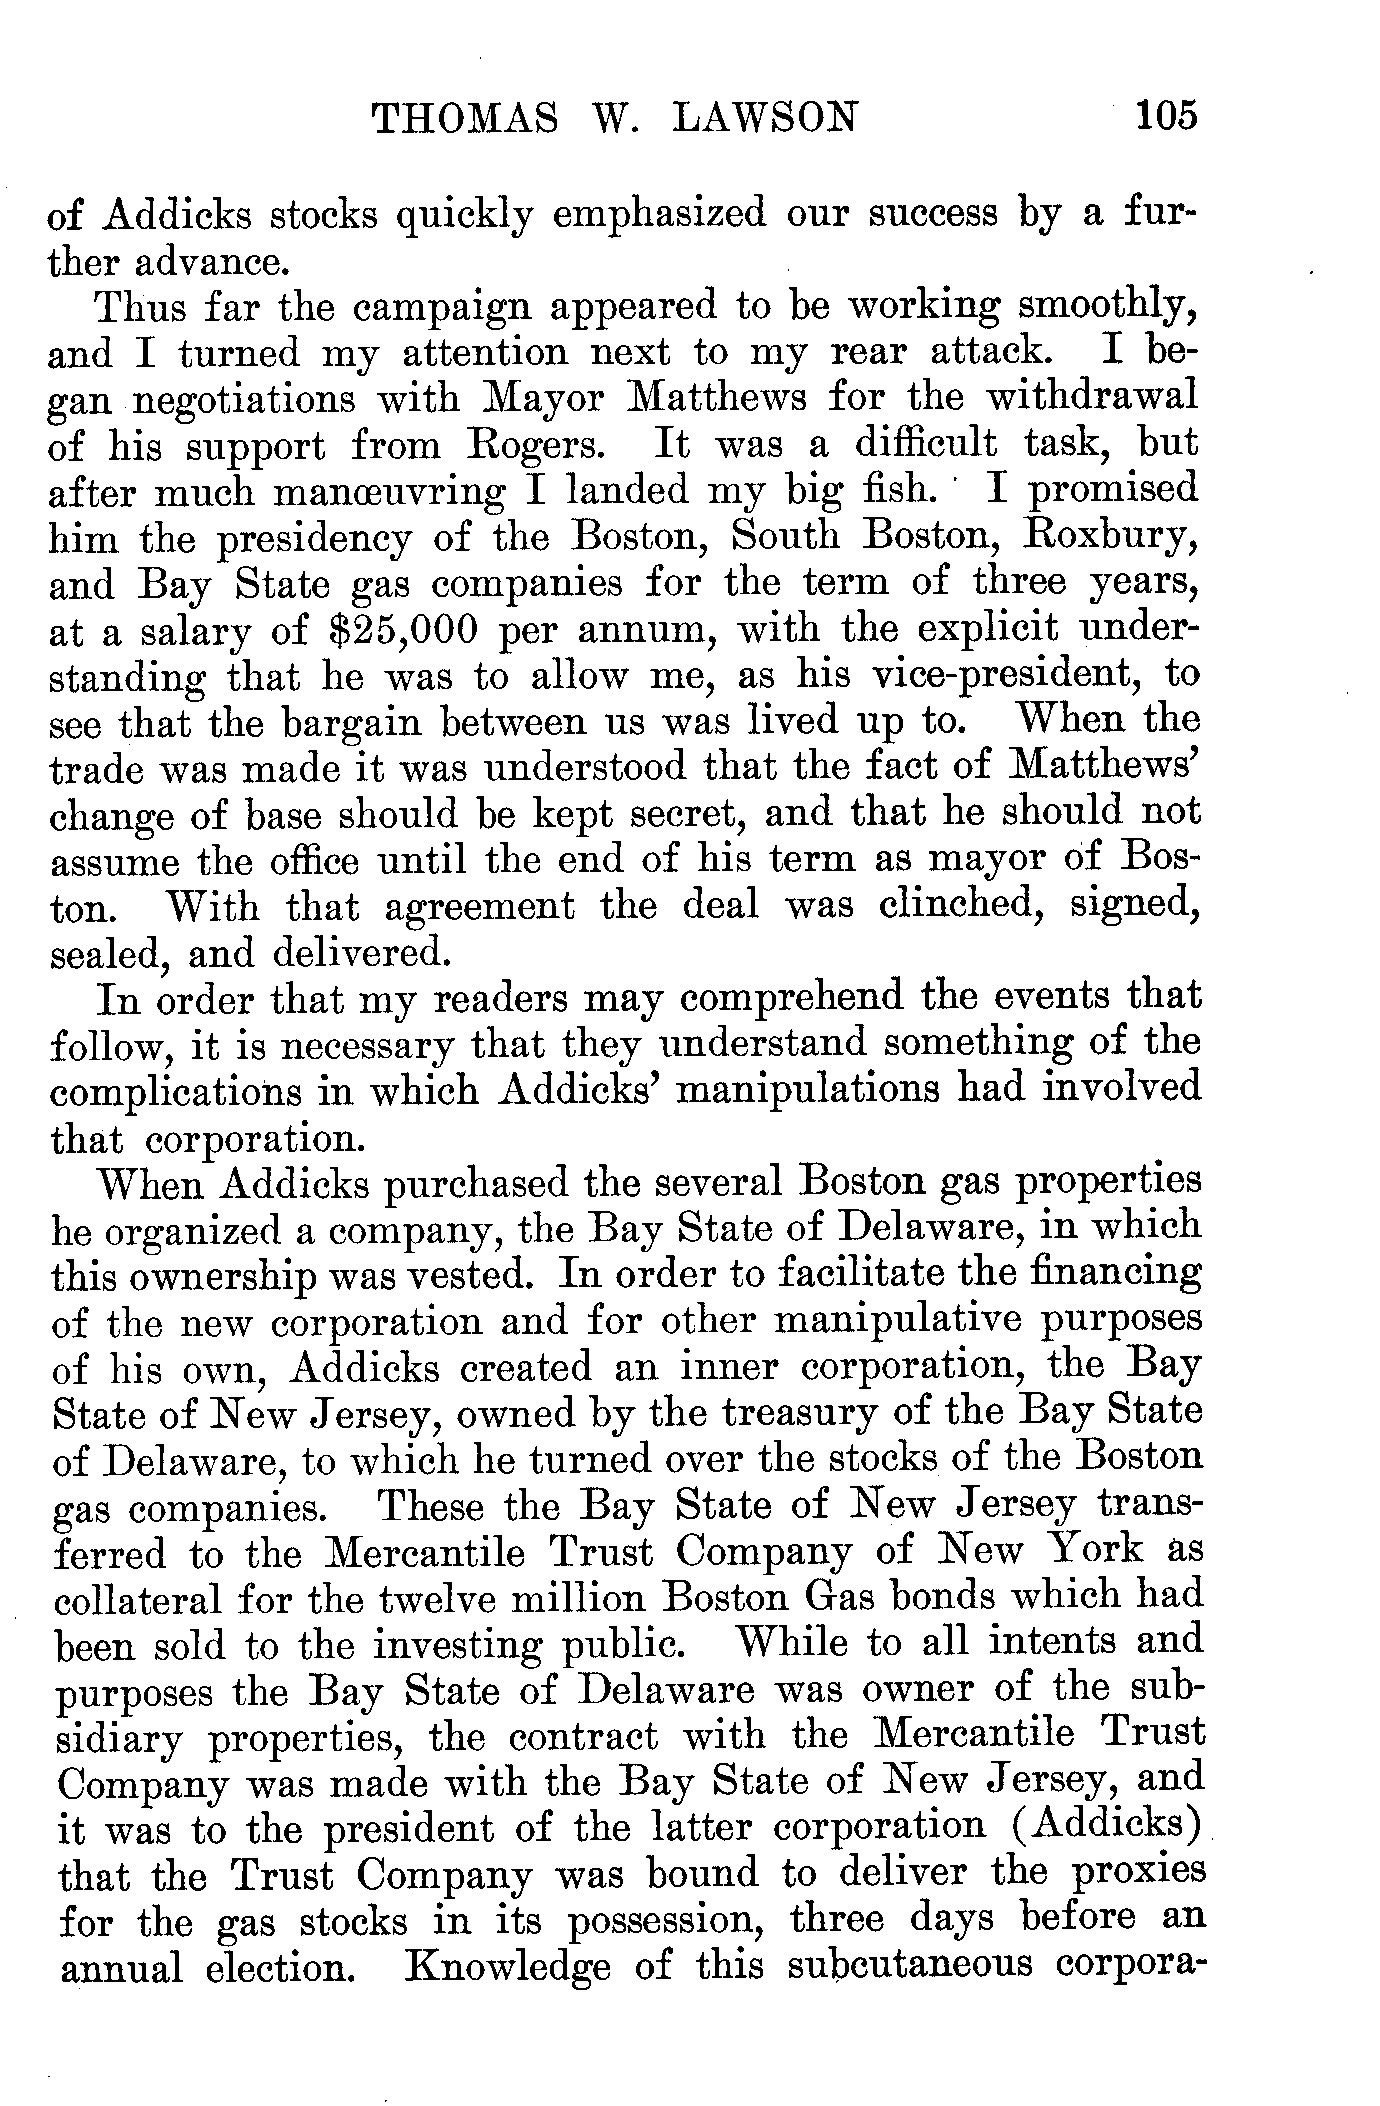 THOMAS W. LAWSON 105
of Addicks stocks quickly emphasized our success by a fur-
ther advance.
Thus far the campaign appeared to be working smoothly,
and I turned my attention next to my rear attack. I be-
gan negotiations with Mayor Matthews for the withdrawal
of his support from Rogers. It was a difficult task, but
after much manœuvring I landed my big fish. I promised
him the presidency of the Boston, South Boston, Roxbury,
and Bay State gas companies for the term of three years,
at a salary of $25,000 per annum, with the explicit under-
standing that he was to allow me, as his vice-president, to
see that the bargain between us was lived up to. When the
trade was made it was understood that the fact of Matthews’
change of base should be kept secret, and that he should not
assume the office until the end of his term as mayor of Bos-
ton. With that agreement the deal was clinched, signed,
sealed, and delivered.
In order that my readers may comprehend the events that
follow, it is necessary that they understand something of the
complications in which Addicks’ manipulations had involved
that corporation.
When Addicks purchased the several Boston gas properties
he organized a company, the Bay State of Delaware, in which
this ownership was vested. In order to facilitate the financing
of the new corporation and for other manipulative purposes
of his own, Addicks created an inner corporation, the Bay
State of New Jersey, owned by the treasury of the Bay State
of Delaware, to which he turned over the stocks of the Boston
gas companies. These the Bay State of New Jersey trans-
ferred to the Mercantile Trust Company of New York as
collateral for the twelve million Boston Gas bonds which had
been sold to the investing public. While to all intents and
purposes the Bay State of Delaware was owner of the sub-
sidiary properties, the contract with the Mercantile Trust
Company was made with the Bay State of New Jersey, and
it was to the president of the latter corporation (Addicks)
that the Trust Company was bound to deliver the proxies
for the gas stocks in its possession, three days before an
annual election. Knowledge of this subcutaneous corpora-